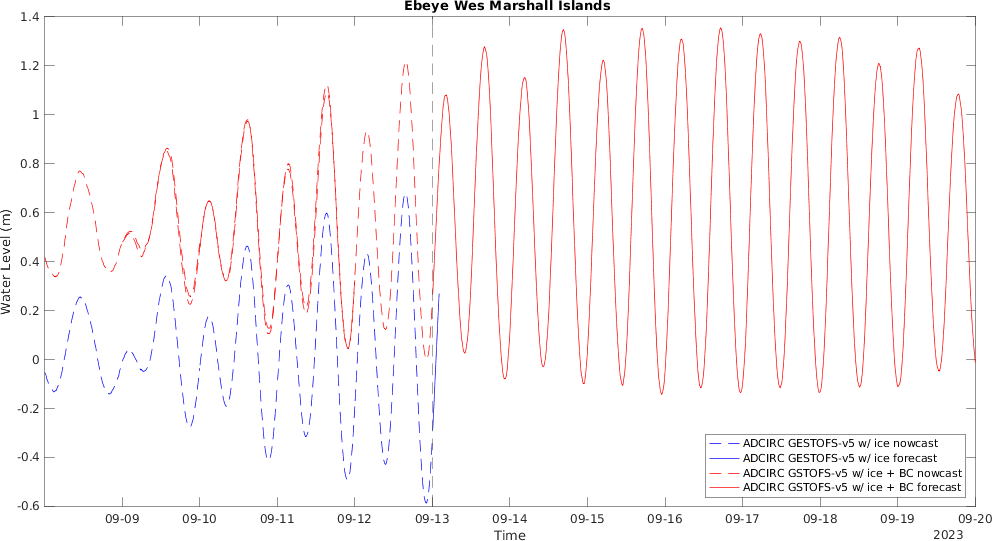 Ebeye Wes Marshall Islands
1.4
1.2
1
0.8
0.6
0.4
0.2
0
-0.2
-0.4
-0.6
Water Level (m)
ADCIRC GESTOFS-v5 w/ ice nowcast
ADCIRC GESTOFS-v5 w/ ice forecast
ADCIRC GSTOFS-v5 w/ ice + BC nowcast
ADCIRC GSTOFS-v5 w/ ice + BC forecast
09-09 09-10 09-11 09-12 09-13 09-14 09-15 09-16 09-17 09-18 09-19 09-20
Time
2023